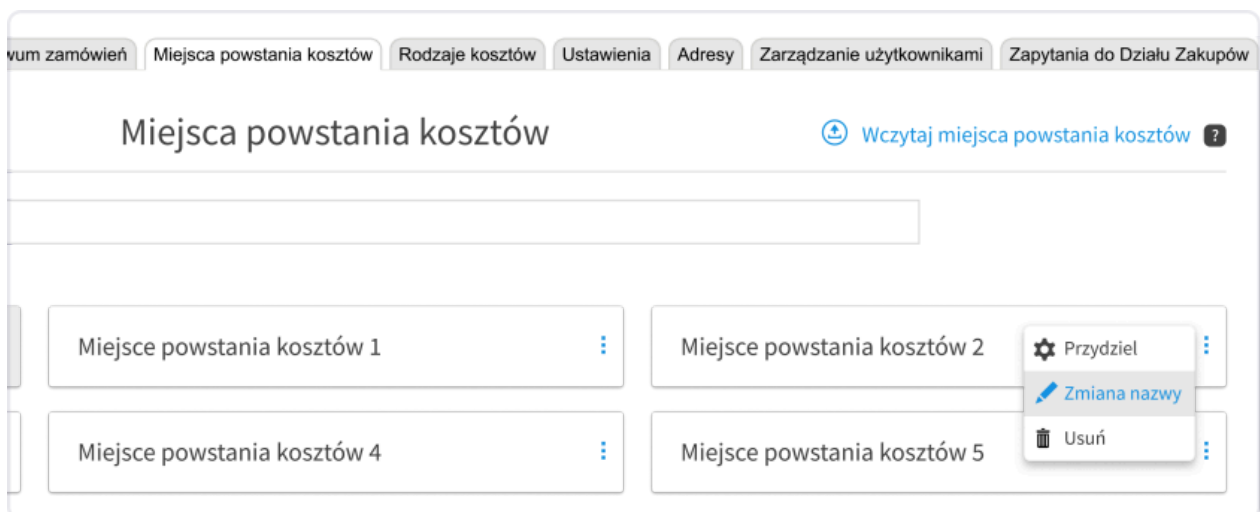 wum zamówień Miejsca powstania kosztów Rodzaje kosztów Ustawienia Adresy Zarządzanie użytkownikami Zapytania do Działu Zakupów
Miejsca powstania kosztów
Wczytaj miejsca powstania kosztów ?
Miejsce powstania kosztów 1
Miejsce powstania kosztów 2
Przydziel
Zmiana nazwy
Usuń
Miejsce powstania kosztów 4
Miejsce powstania kosztów 5